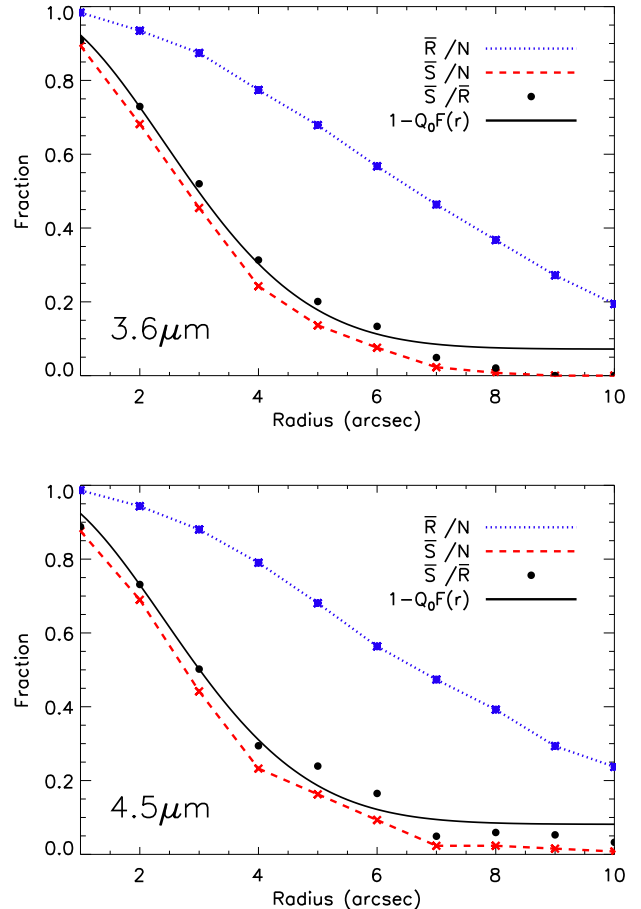 1.0
0.8
0.6
0.4
0.2
0.0
Fraction
R̅/N
S̅/N
S̅/R̅
1−Q₀F(r)
3.6μm
2 4 6 8 10
Radius (arcsec)
1.0
0.8
0.6
0.4
0.2
0.0
Fraction
R̅/N
S̅/N
S̅/R̅
1−Q₀F(r)
4.5μm
2 4 6 8 10
Radius (arcsec)